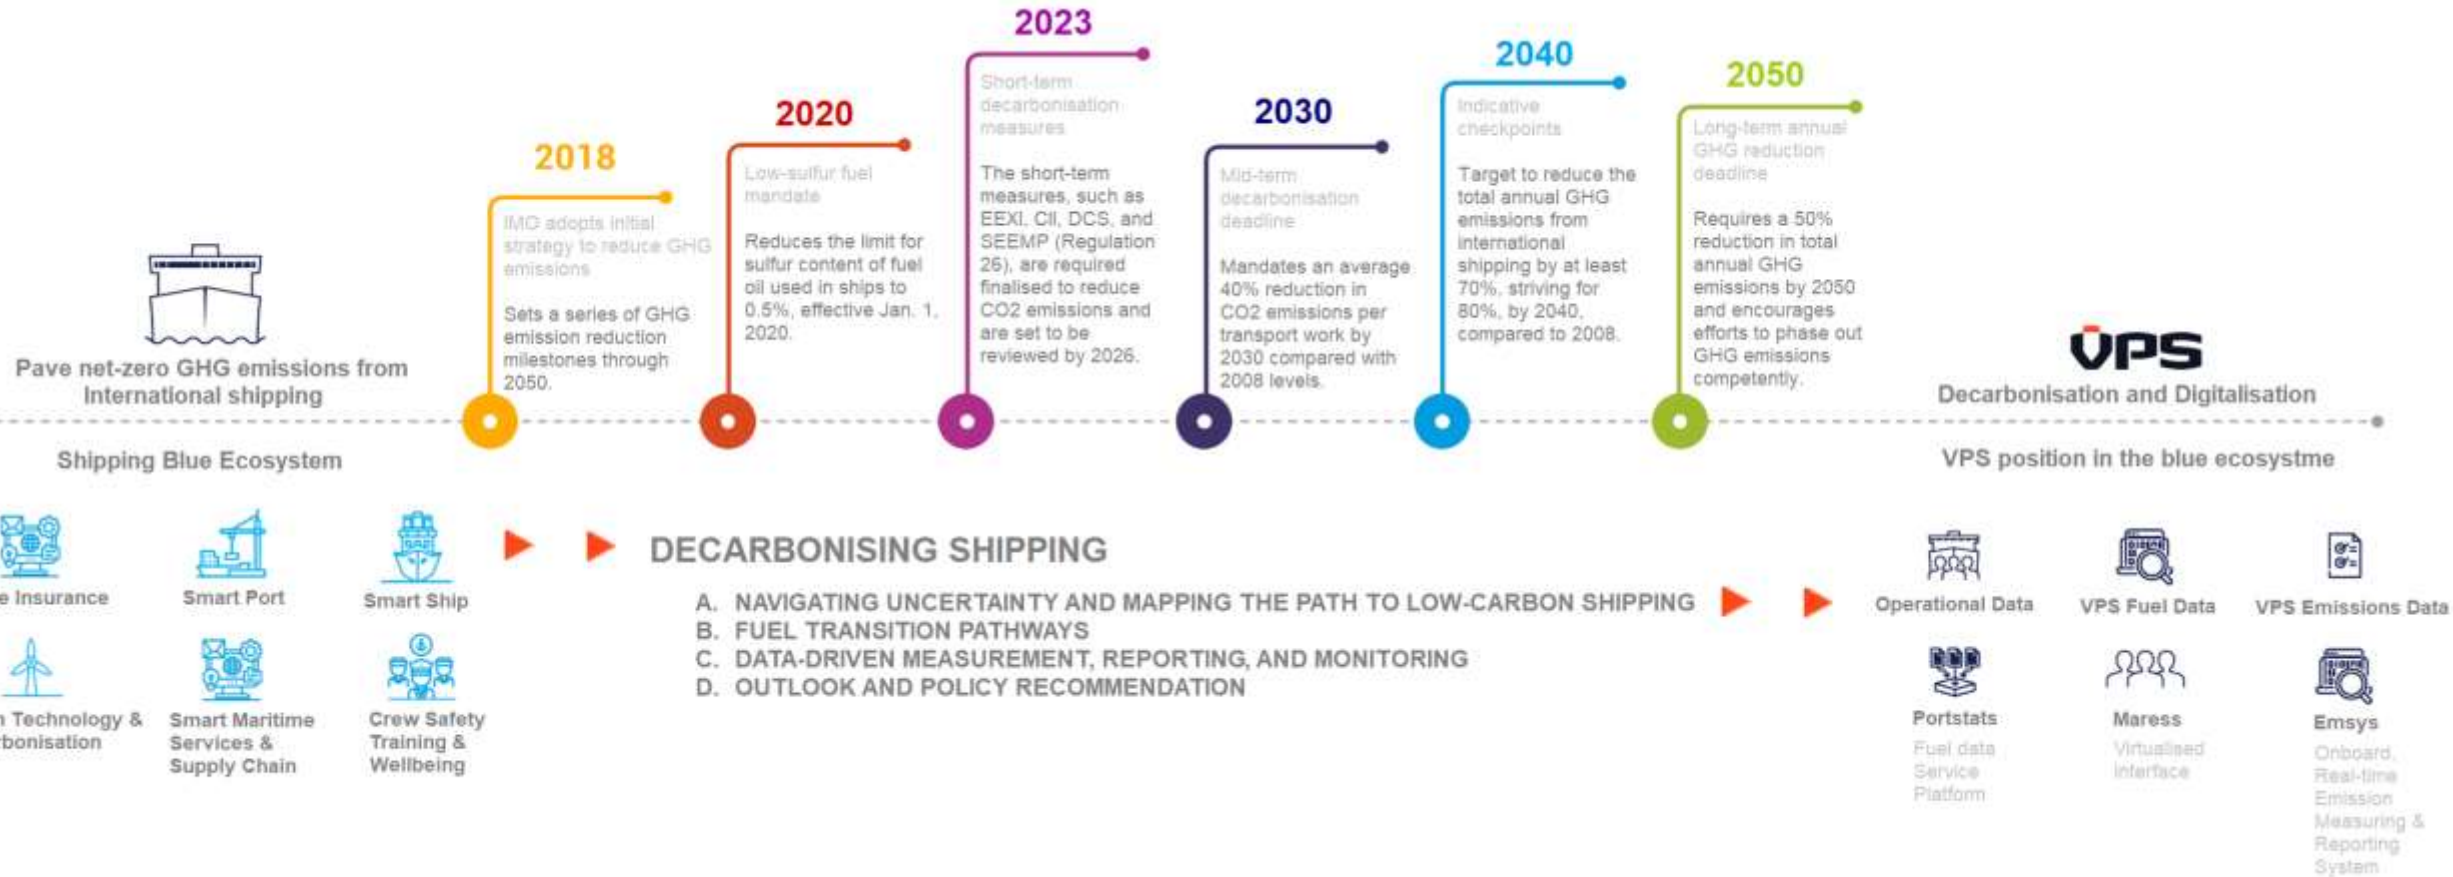 2023
2040
2050
2030
2020
2018
Short-term
decarbonisation
measures
The short-term
measures, such as
EEXI, CII, DCS, and
SEEMP (Regulation
26), are required
finalised to reduce
CO2 emissions and
are set to be
reviewed by 2026.
Indicative
checkpoints
Target to reduce the
total annual GHG
emissions from
international
shipping by at least
70%, striving for
80%, by 2040,
compared to 2008.
Long-term annual
GHG reduction
deadline
Requires a 50%
reduction in total
annual GHG
emissions by 2050
and encourages
efforts to phase out
GHG emissions
competently.
Low-sulfur fuel
mandate
Reduces the limit for
sulfur content of fuel
oil used in ships to
0.5%, effective Jan. 1,
2020.
Mid-term
decarbonisation
deadline
Mandates an average
40% reduction in
CO2 emissions per
transport work by
2030 compared with
2008 levels.
IMO adopts initial
strategy to reduce GHG
emissions
Sets a series of GHG
emission reduction
milestones through
2050.
Pave net-zero GHG emissions from
International shipping
VPS
Decarbonisation and Digitalisation
Shipping Blue Ecosystem
VPS position in the blue ecosystme
e Insurance
Smart Port
Smart Ship
Technology &
rbonisation
Smart Maritime
Services &
Supply Chain
Crew Safety
Training &
Wellbeing
DECARBONISING SHIPPING
A. NAVIGATING UNCERTAINTY AND MAPPING THE PATH TO LOW-CARBON SHIPPING
B. FUEL TRANSITION PATHWAYS
C. DATA-DRIVEN MEASUREMENT, REPORTING, AND MONITORING
D. OUTLOOK AND POLICY RECOMMENDATION
Operational Data
VPS Fuel Data
VPS Emissions Data
Portstats
Fuel data
Service
Platform
Maress
Virtualised
interface
Emsys
Onboard,
Real-time
Emission
Measuring &
Reporting
System